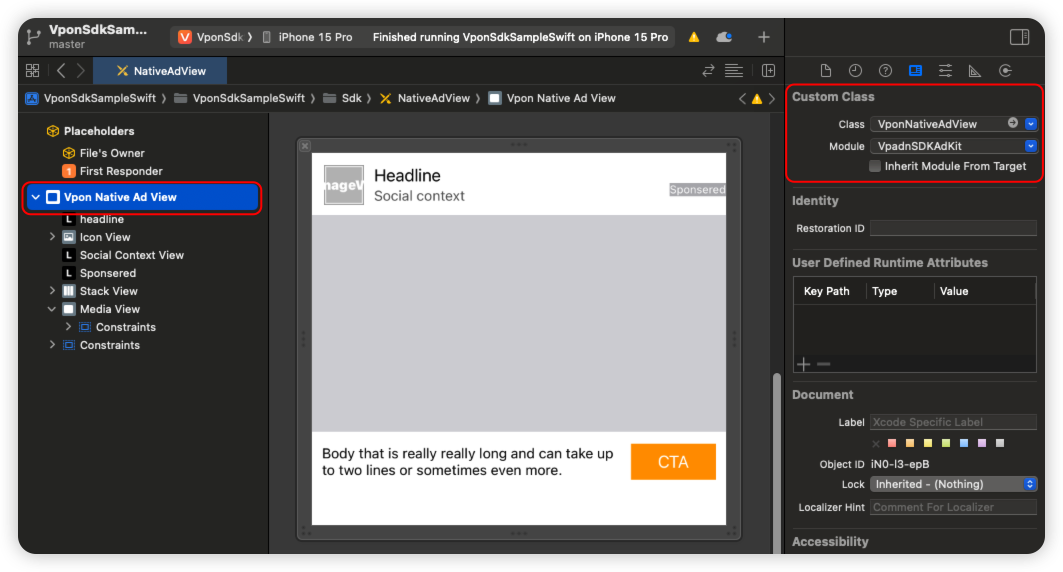 VponSdkSam...
master
VponSdk
iPhone 15 Pro
Finished running VponSdkSampleSwift on iPhone 15 Pro
NativeAdView
VponSdkSampleSwift
VponSdkSampleSwift
Sdk
NativeAdView
Vpon Native Ad View
Placeholders
File's Owner
1
First Responder
Vpon Native Ad View
L headline
Icon View
L Social Context View
L Sponsered
Stack View
Media View
Constraints
Constraints
nageV
Headline
Social context
Sponsered
Body that is really really long and can take up
to two lines or sometimes even more.
CTA
Custom Class
Class VponNativeAdView
Module VpadnSDKAdKit
Inherit Module From Target
Identity
Restoration ID
User Defined Runtime Attributes
Key Path Type Value
Document
Label Xcode Specific Label
Object ID iN0-l3-epB
Lock Inherited - (Nothing)
Localizer Hint Comment For Localizer
Accessibility